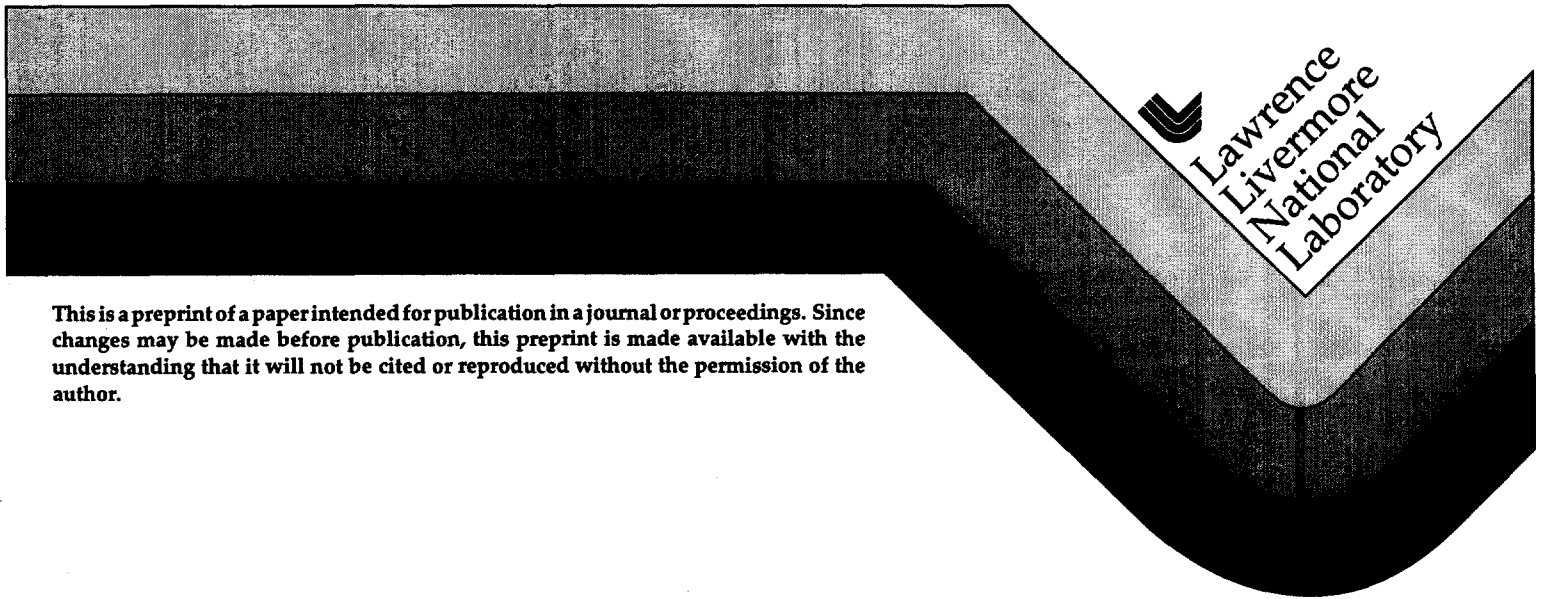 Lawrence
Livermore
National
Laboratory
This is a preprint of a paper intended for publication in a journal or proceedings. Since
changes may be made before publication, this preprint is made available with the
understanding that it will not be cited or reproduced without the permission of the
author.